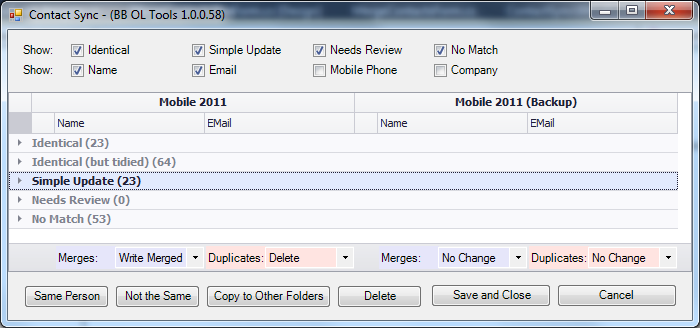 Contact Sync - (BB OL Tools 1.0.0.58)
Show: Identical Simple Update Needs Review No Match
Show: Name Email Mobile Phone Company
Mobile 2011 Mobile 2011 (Backup)
Name EMail Name EMail
Identical (23)
Identical (but tidied) (64)
Simple Update (23)
Needs Review (0)
No Match (53)
Merges: Write Merged Duplicates: Delete Merges: No Change Duplicates: No Change
Same Person Not the Same Copy to Other Folders Delete Save and Close Cancel